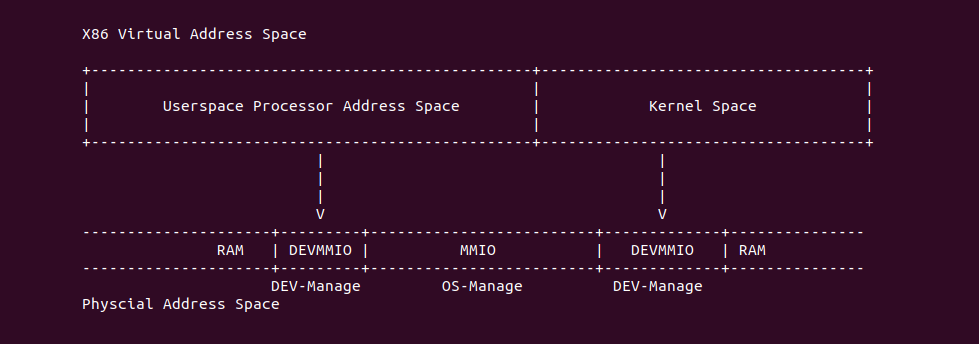 X86 Virtual Address Space
+-------------------------------------------------+------------------------------------+
|                                                 |                                    |
|        Userspace Processor Address Space        |            Kernel Space            |
|                                                 |                                    |
+-------------------------------------------------+------------------------------------+
                          |                                     |
                          |                                     |
                          |                                     |
                          V                                     V
---------------------+---------+-------------------------+-------------+---------------
               RAM   | DEVMMIO |          MMIO           |   DEVMMIO   | RAM
---------------------+---------+-------------------------+-------------+---------------
                     DEV-Manage         OS-Manage          DEV-Manage
Physcial Address Space